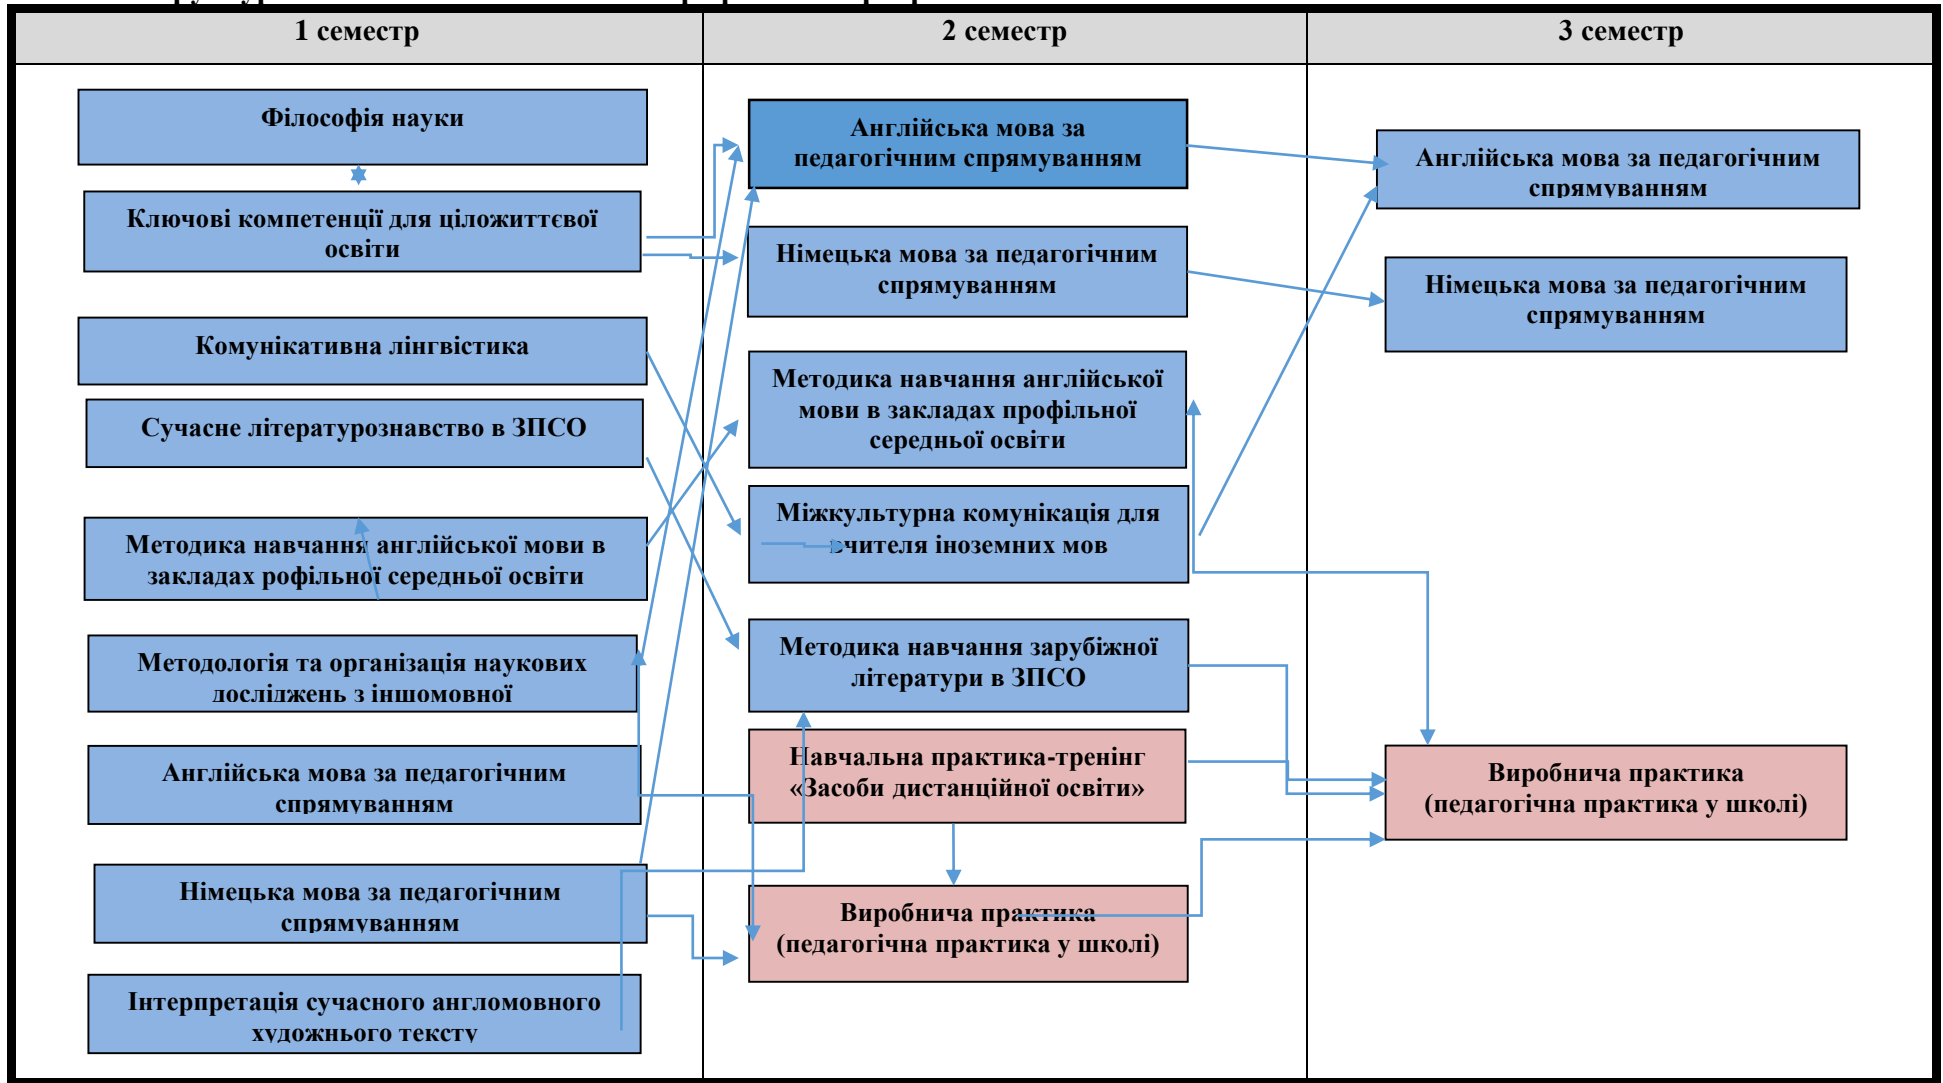 1 семестр
2 семестр
3 семестр
Філософія науки
Ключові компетенції для ціложиттєвої
освіти
Комунікативна лінгвістика
Сучасне літературознавство в ЗПСО
Методика навчання англійської мови в
закладах рофільної середньої освіти
Методологія та організація наукових
досліджень з іншомовної
Англійська мова за педагогічним
спрямуванням
Німецька мова за педагогічним
спрямуванням
Інтерпретація сучасного англомовного
художнього тексту
Англійська мова за
педагогічним спрямуванням
Німецька мова за педагогічним
спрямуванням
Методика навчання англійської
мови в закладах профільної
середньої освіти
Міжкультурна комунікація для
вчителя іноземних мов
Методика навчання зарубіжної
літератури в ЗПСО
Навчальна практика-тренінг
«Засоби дистанційної освіти»
Виробнича практика
(педагогічна практика у школі)
Англійська мова за педагогічним
спрямуванням
Німецька мова за педагогічним
спрямуванням
Виробнича практика
(педагогічна практика у школі)